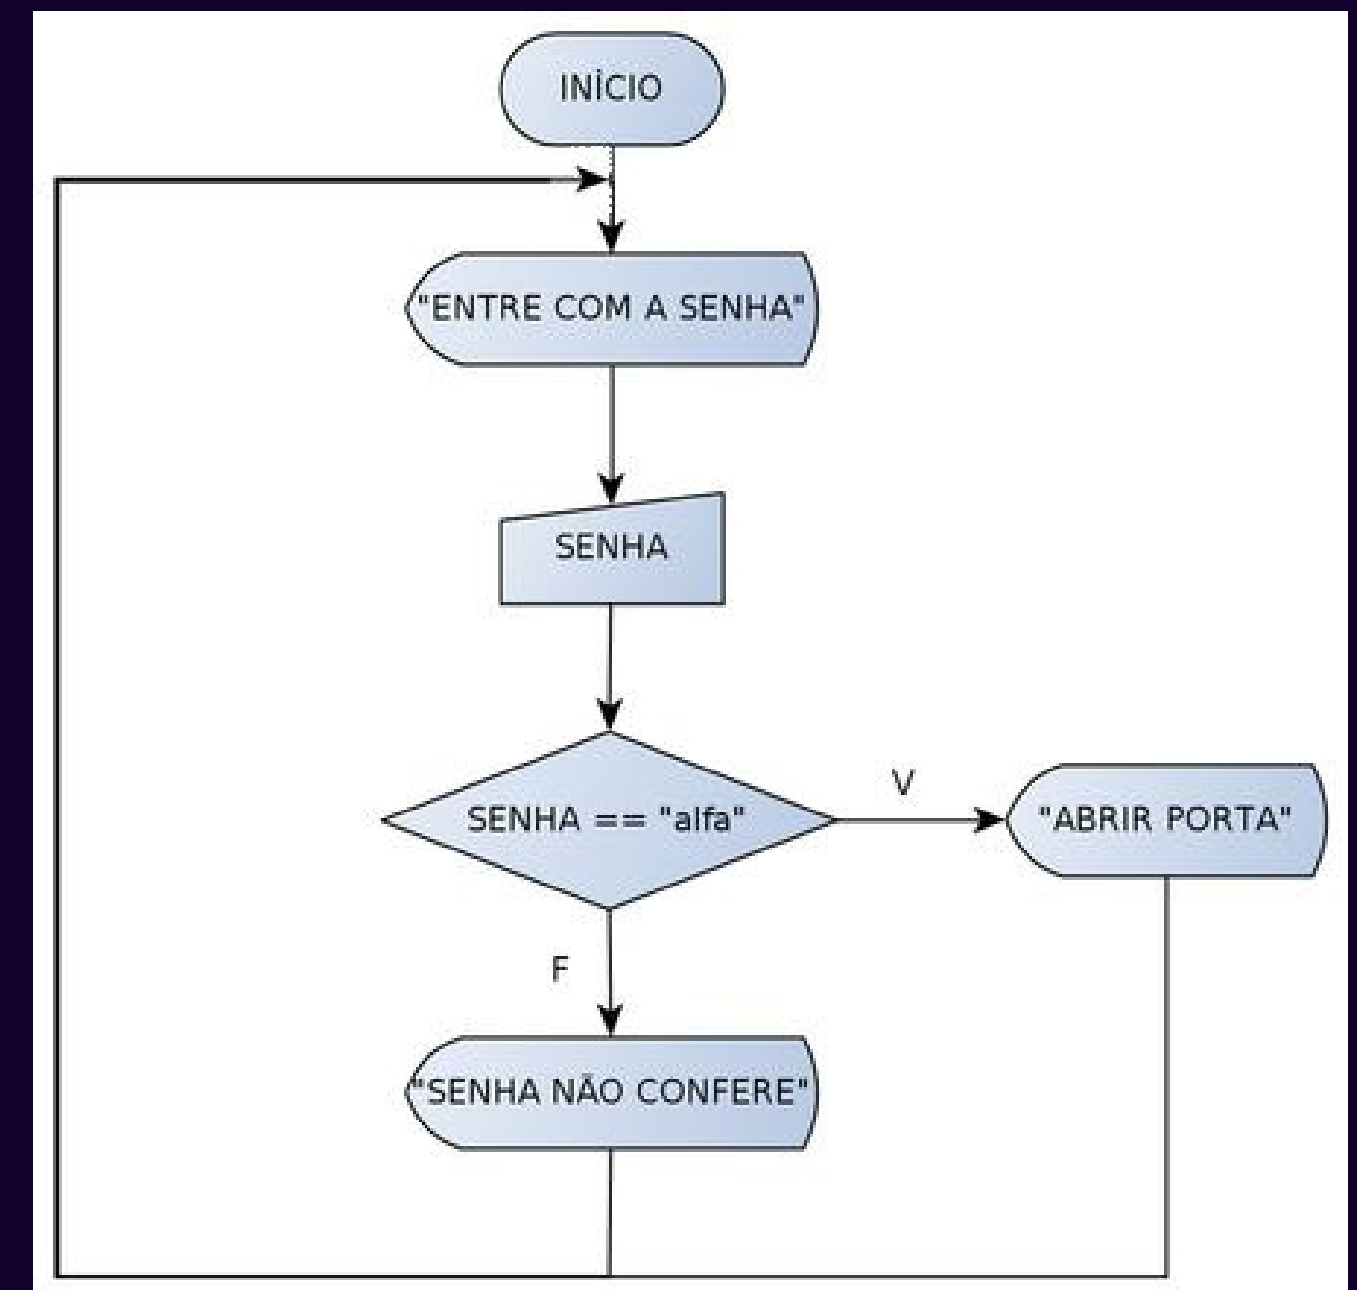 INÍCIO
"ENTRE COM A SENHA"
SENHA
SENHA == "alfa"
V
"ABRIR PORTA"
F
"SENHA NÃO CONFERE"